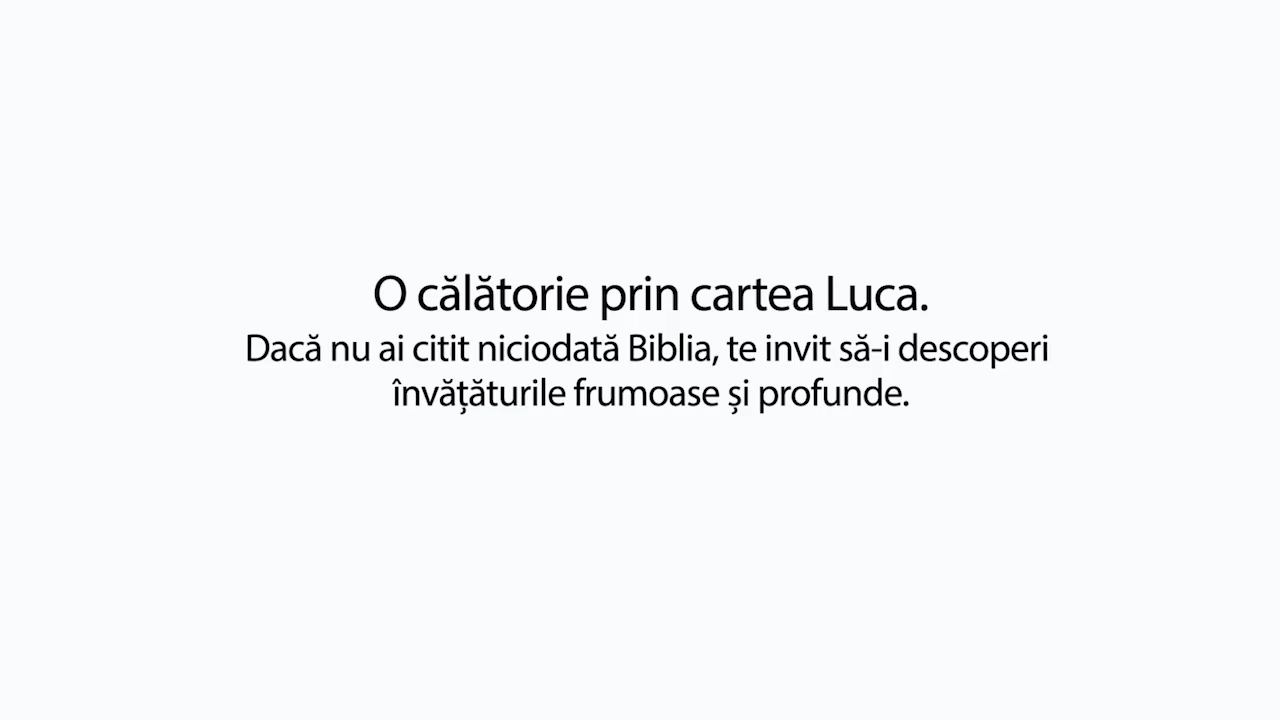 O călătorie prin cartea Luca.
Dacă nu ai citit niciodată Biblia, te invit să-i descoperi
învățăturile frumoase și profunde.